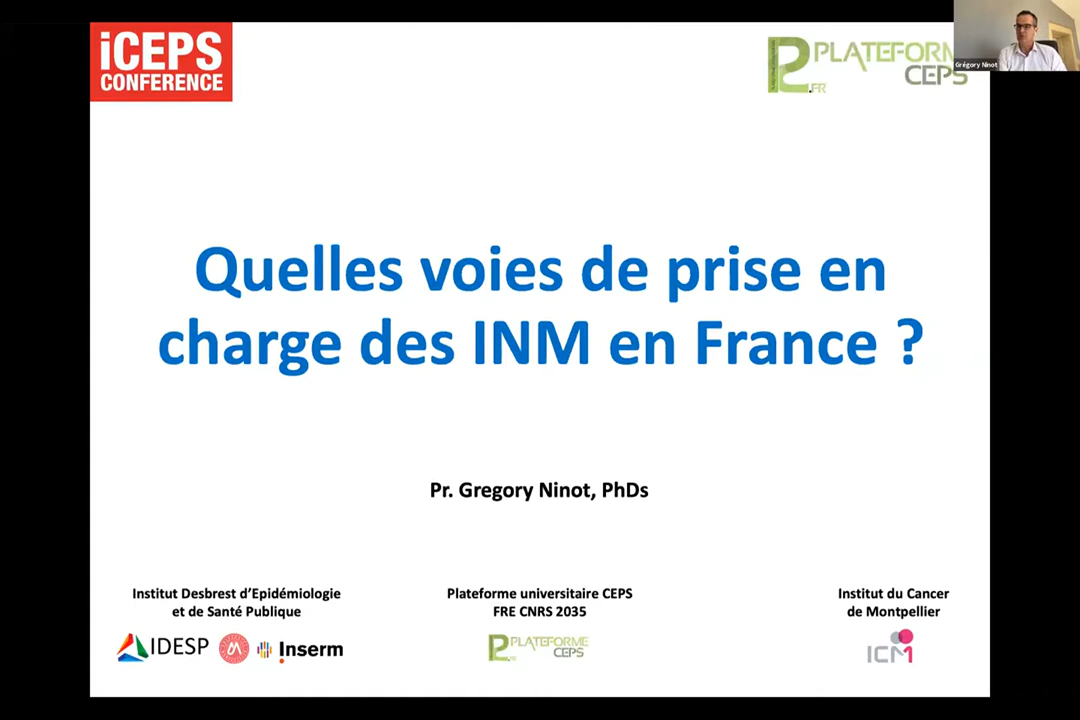 iCEPS
CONFERENCE
PLATEFORM
CEPS
.FR
Grégory Ninot
Quelles voies de prise en
charge des INM en France ?
Pr. Gregory Ninot, PhDs
Institut Desbrest d'Epidémiologie
et de Santé Publique
IDESP
Inserm
Plateforme universitaire CEPS
FRE CNRS 2035
PLATEFORME
CEPS
Institut du Cancer
de Montpellier
ICM